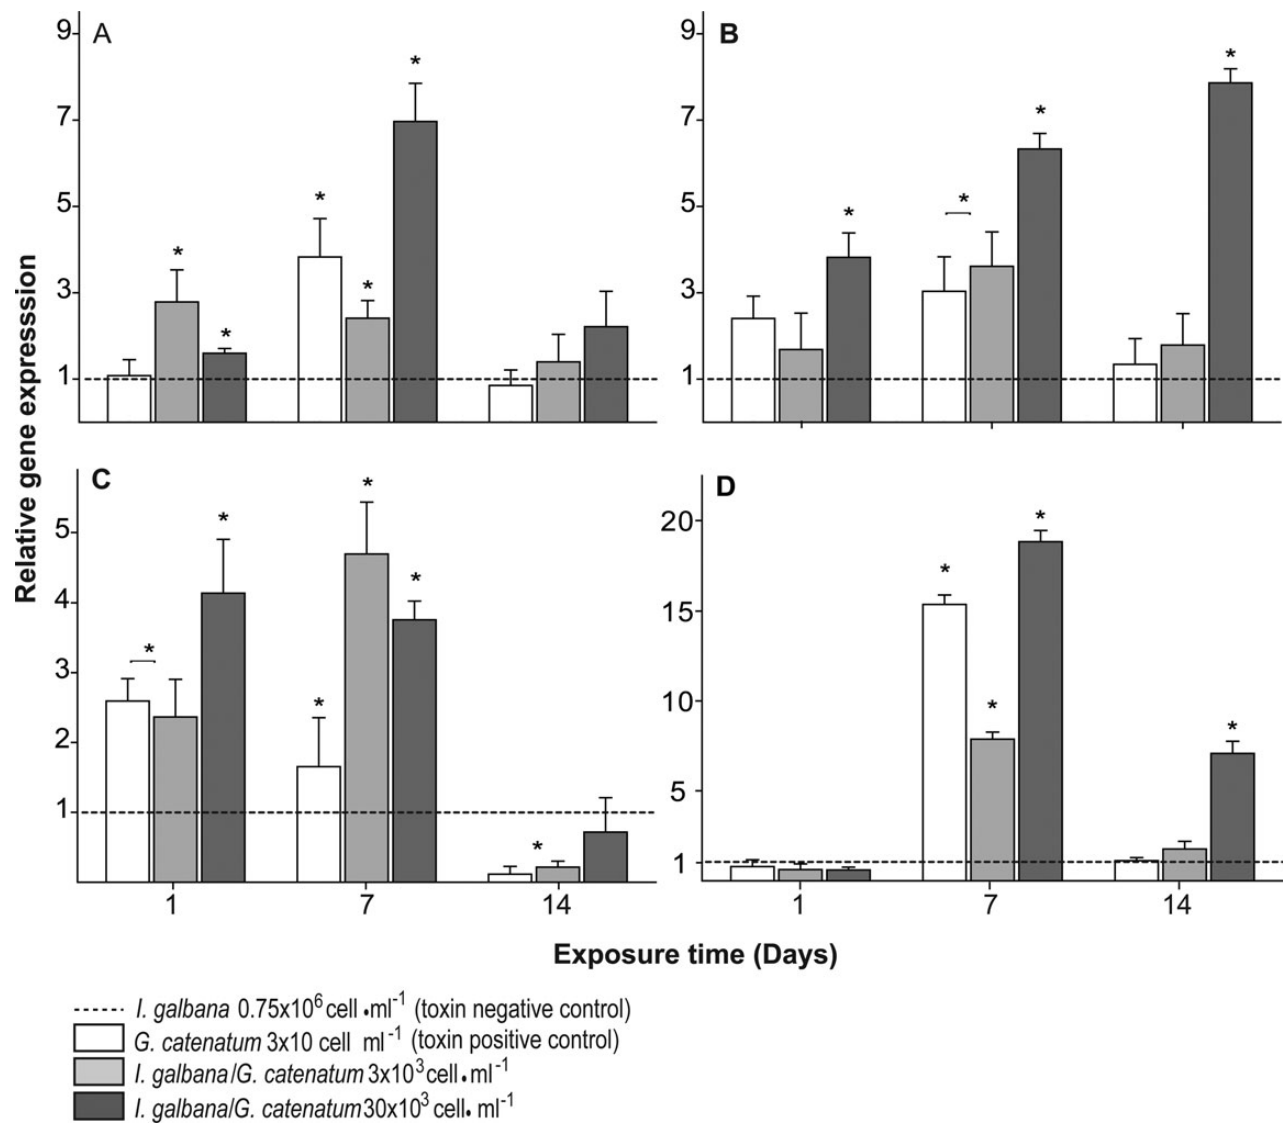 A
B
9
7
5
3
1
9
7
5
3
1
* * * * * *
* * * *
Relative gene expresssion
C
D
5
4
3
2
1
20
15
10
5
1
* * * * * *
* * * *
1 7 14
1 7 14
Exposure time (Days)
I. galbana 0.75x10⁶ cell •ml⁻¹ (toxin negative control)
G. catenatum 3x10 cell ml⁻¹ (toxin positive control)
I. galbana/G. catenatum 3x10³ cell•ml⁻¹
I. galbana/G. catenatum 30x10³ cell• ml⁻¹